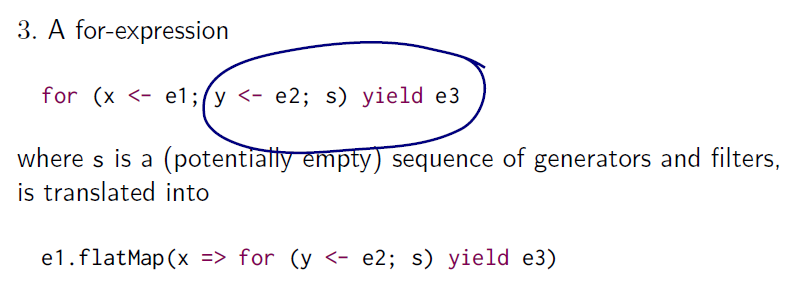 3. A for-expression
for (x <- e1; y <- e2; s) yield e3
where s is a (potentially empty) sequence of generators and filters,
is translated into
e1.flatMap(x => for (y <- e2; s) yield e3)